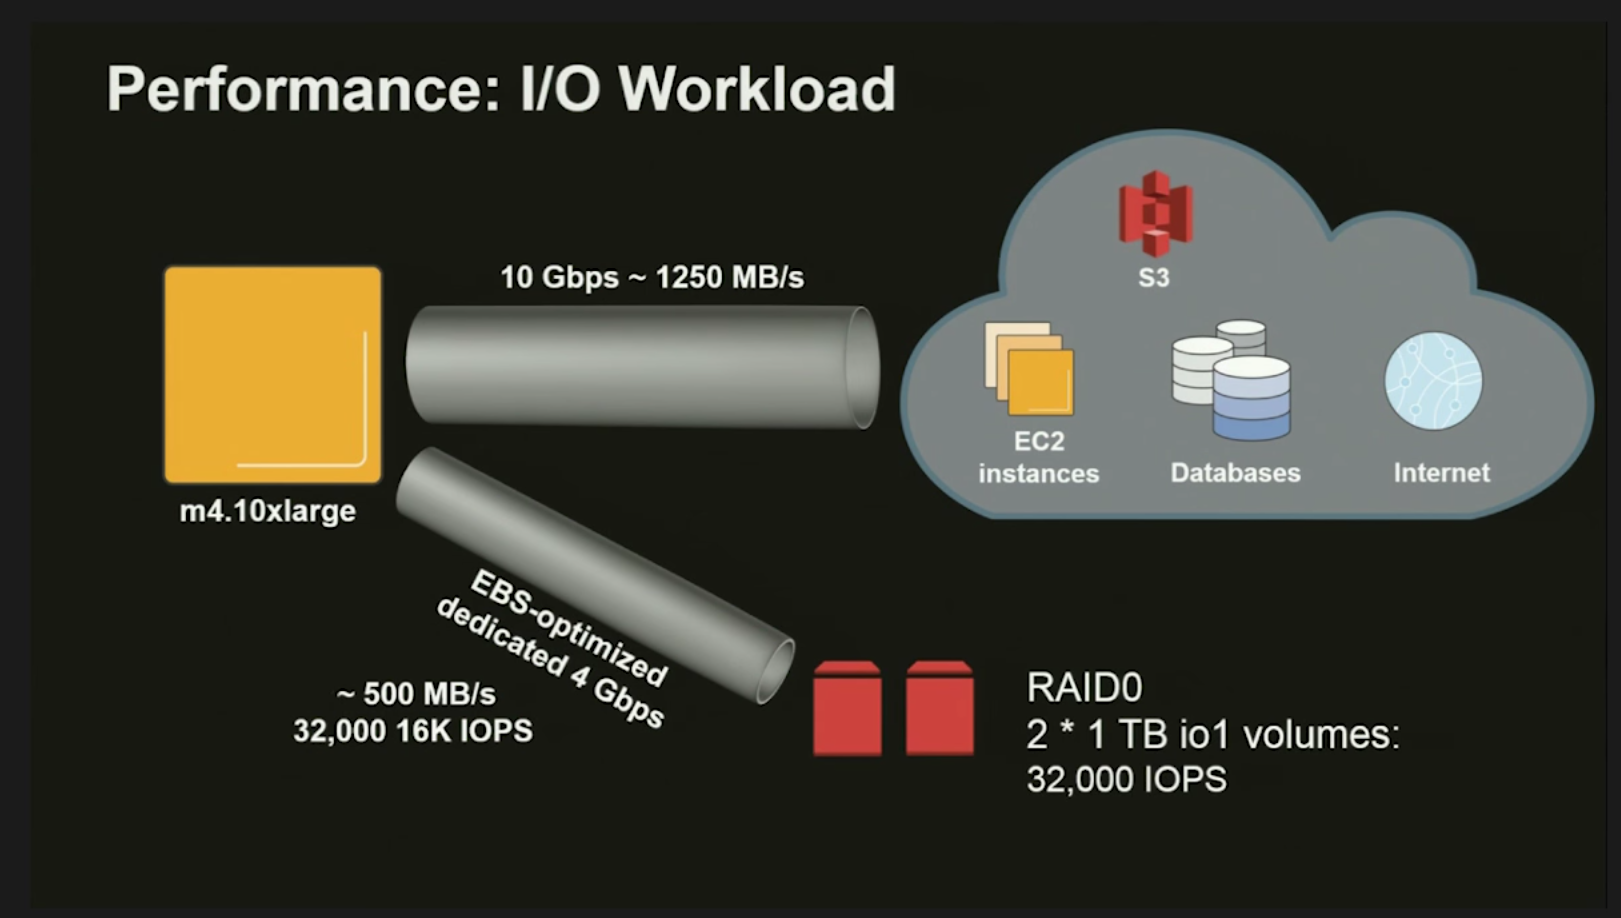 Performance: I/O Workload
S3
10 Gbps ~ 1250 MB/s
EC2
instances
Databases
Internet
m4.10xlarge
EBS-optimized
dedicated 4 Gbps
~ 500 MB/s
32,000 16K IOPS
RAID0
2 * 1 TB io1 volumes:
32,000 IOPS